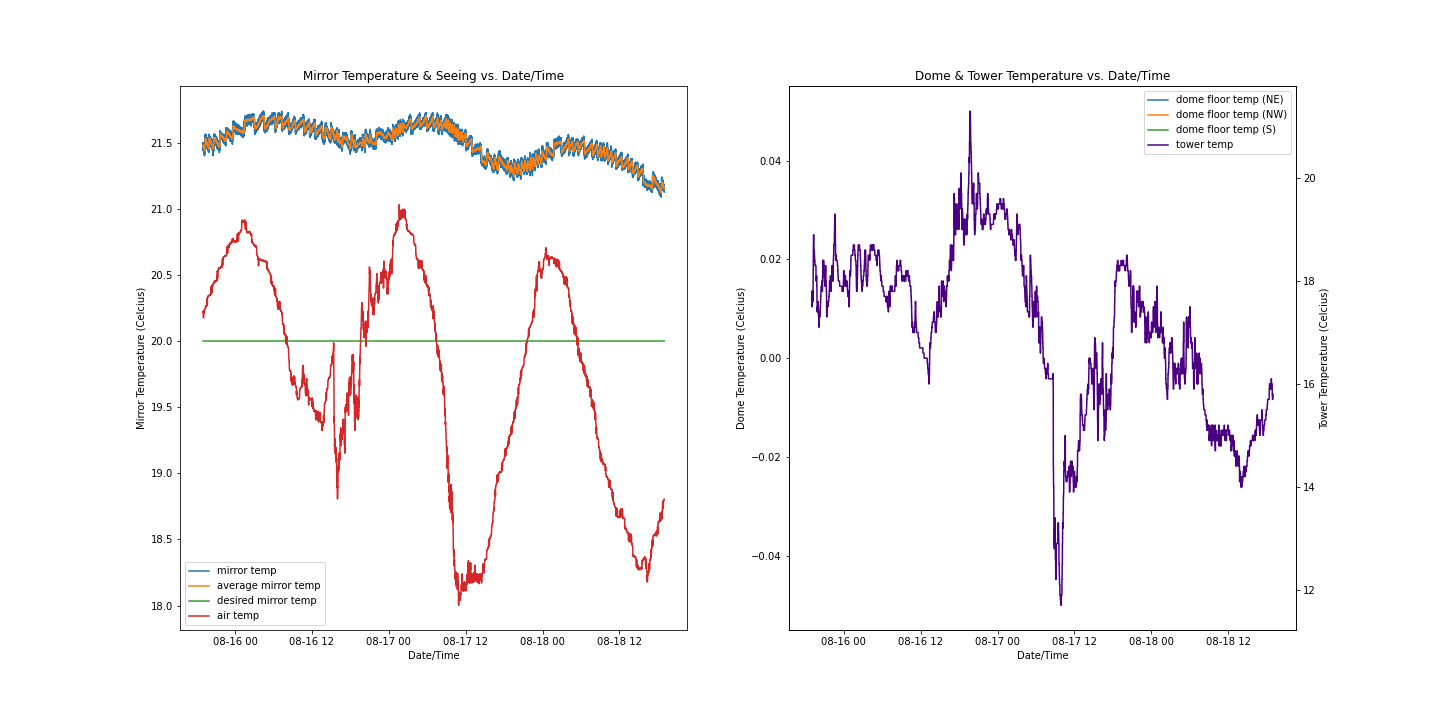 Mirror Temperature & Seeing vs. Date/Time
Mirror Temperature (Celcius)
21.5
21.0
20.5
20.0
19.5
19.0
18.5
18.0
mirror temp
average mirror temp
desired mirror temp
air temp
08-16 00
08-16 12
08-17 00
08-17 12
08-18 00
08-18 12
Date/Time
Dome & Tower Temperature vs. Date/Time
Dome Temperature (Celcius)
0.04
0.02
0.00
−0.02
−0.04
dome floor temp (NE)
dome floor temp (NW)
dome floor temp (S)
tower temp
20
18
16
14
12
Tower Temperature (Celcius)
08-16 00
08-16 12
08-17 00
08-17 12
08-18 00
08-18 12
Date/Time